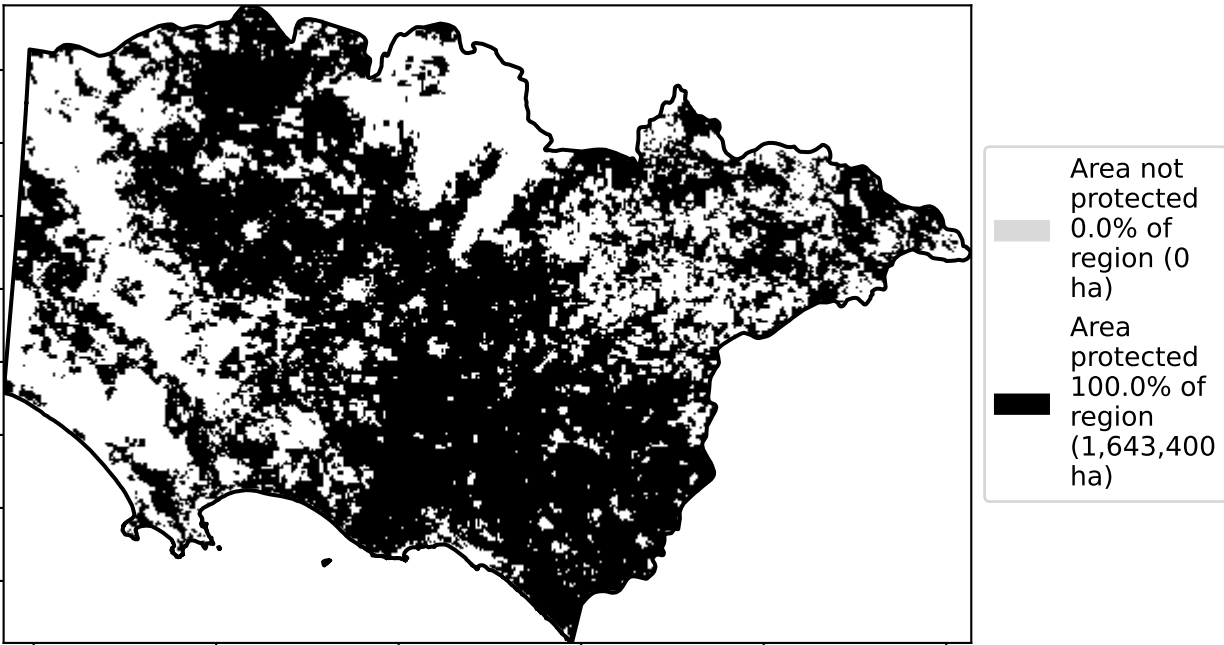 Area not
protected
0.0% of
region (0
ha)
Area
protected
100.0% of
region
(1,643,400
ha)